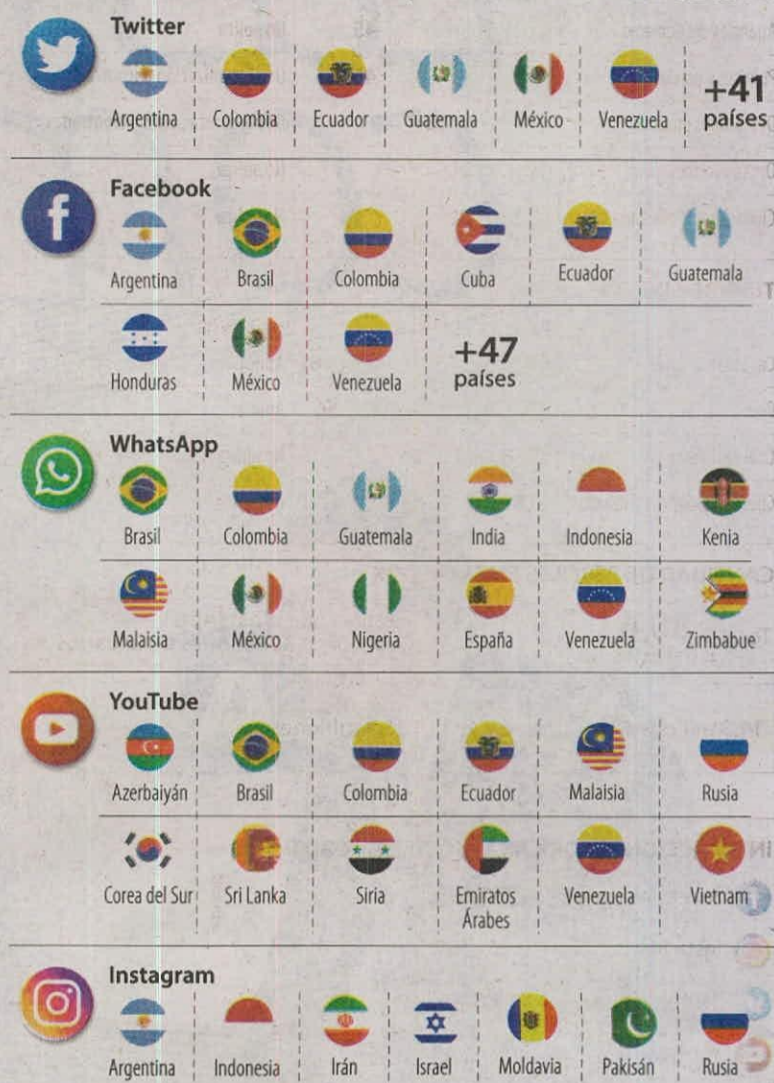 Twitter
Argentina Colombia Ecuador Guatemala México Venezuela +41 países
Facebook
Argentina Brasil Colombia Cuba Ecuador Guatemala
Honduras México Venezuela +47 países
WhatsApp
Brasil Colombia Guatemala India Indonesia Kenia
Malaisia México Nigeria España Venezuela Zimbabue
YouTube
Azerbaiyán Brasil Colombia Ecuador Malaisia Rusia
Corea del Sur Sri Lanka Siria Emiratos Árabes Venezuela Vietnam
Instagram
Argentina Indonesia Irán Israel Moldavia Pakisán Rusia